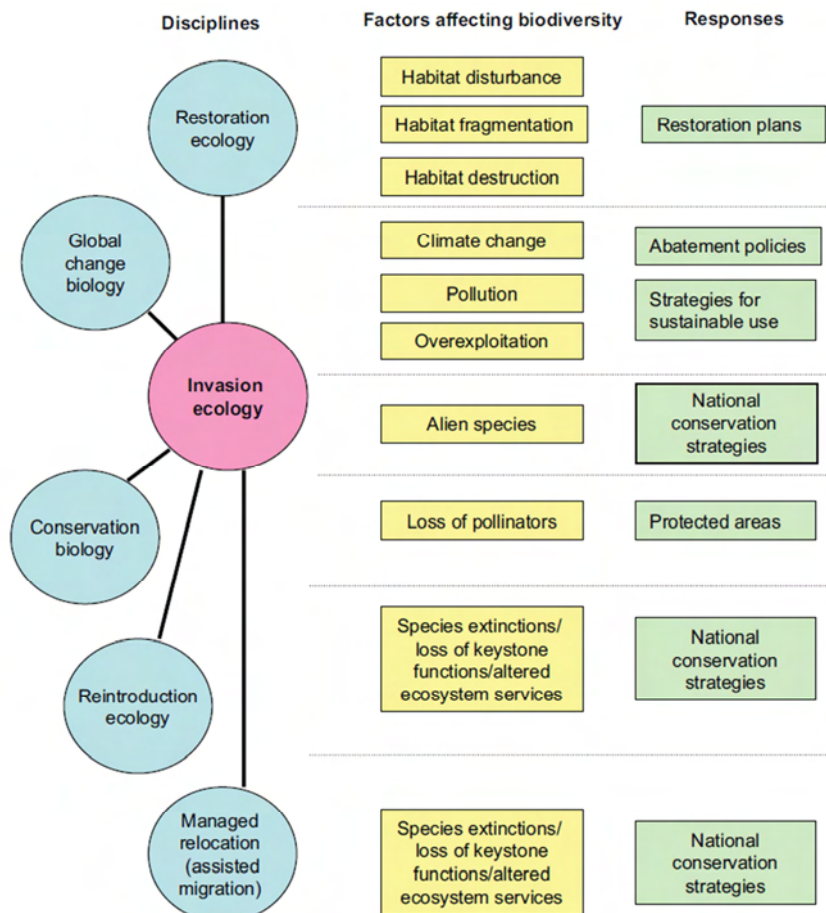 Disciplines
Factors affecting biodiversity
Responses
Restoration
ecology
Habitat disturbance
Habitat fragmentation
Habitat destruction
Restoration plans
Global
change
biology
Climate change
Pollution
Overexploitation
Abatement policies
Strategies for
sustainable use
Invasion
ecology
Alien species
National
conservation
strategies
Conservation
biology
Loss of pollinators
Protected areas
Reintroduction
ecology
Species extinctions/
loss of keystone
functions/altered
ecosystem services
National
conservation
strategies
Managed
relocation
(assisted
migration)
Species extinctions/
loss of keystone
functions/altered
ecosystem services
National
conservation
strategies